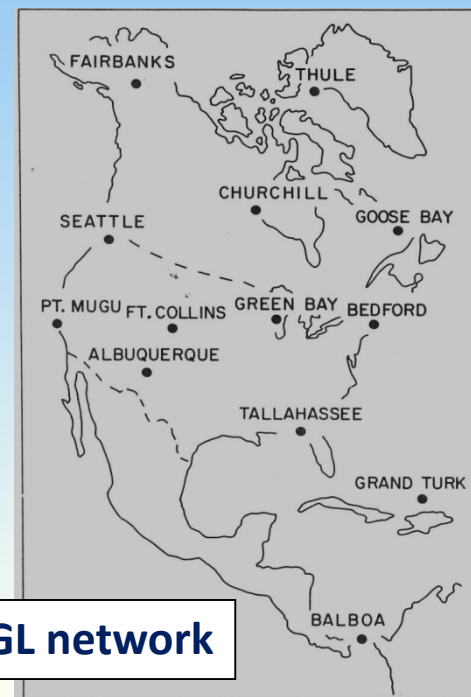 FAIRBANKS
THULE
CHURCHILL
GOOSE BAY
SEATTLE
PT. MUGU
FT. COLLINS
GREEN BAY
BEDFORD
ALBUQUERQUE
TALLAHASSEE
GRAND TURK
BALBOA
GL network